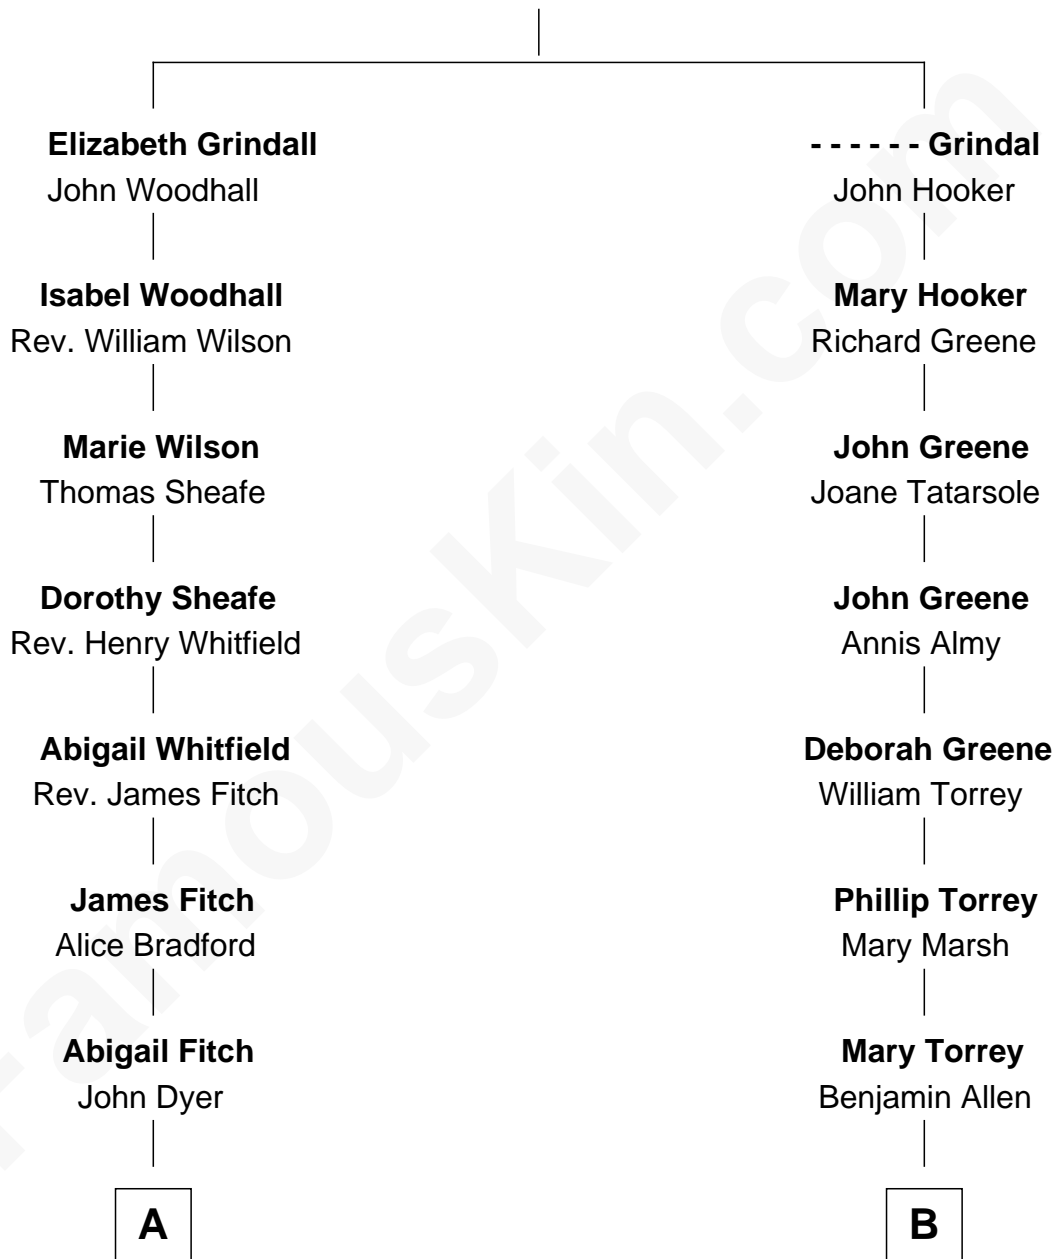 Elizabeth Grindall
John Woodhall
Isabel Woodhall
Rev. William Wilson
Marie Wilson
Thomas Sheafe
Dorothy Sheafe
Rev. Henry Whitfield
Abigail Whitfield
Rev. James Fitch
James Fitch
Alice Bradford
Abigail Fitch
John Dyer
A
- - - - - - Grindal
John Hooker
Mary Hooker
Richard Greene
John Greene
Joane Tatarsole
John Greene
Annis Almy
Deborah Greene
William Torrey
Phillip Torrey
Mary Marsh
Mary Torrey
Benjamin Allen
B
FamousKin.com